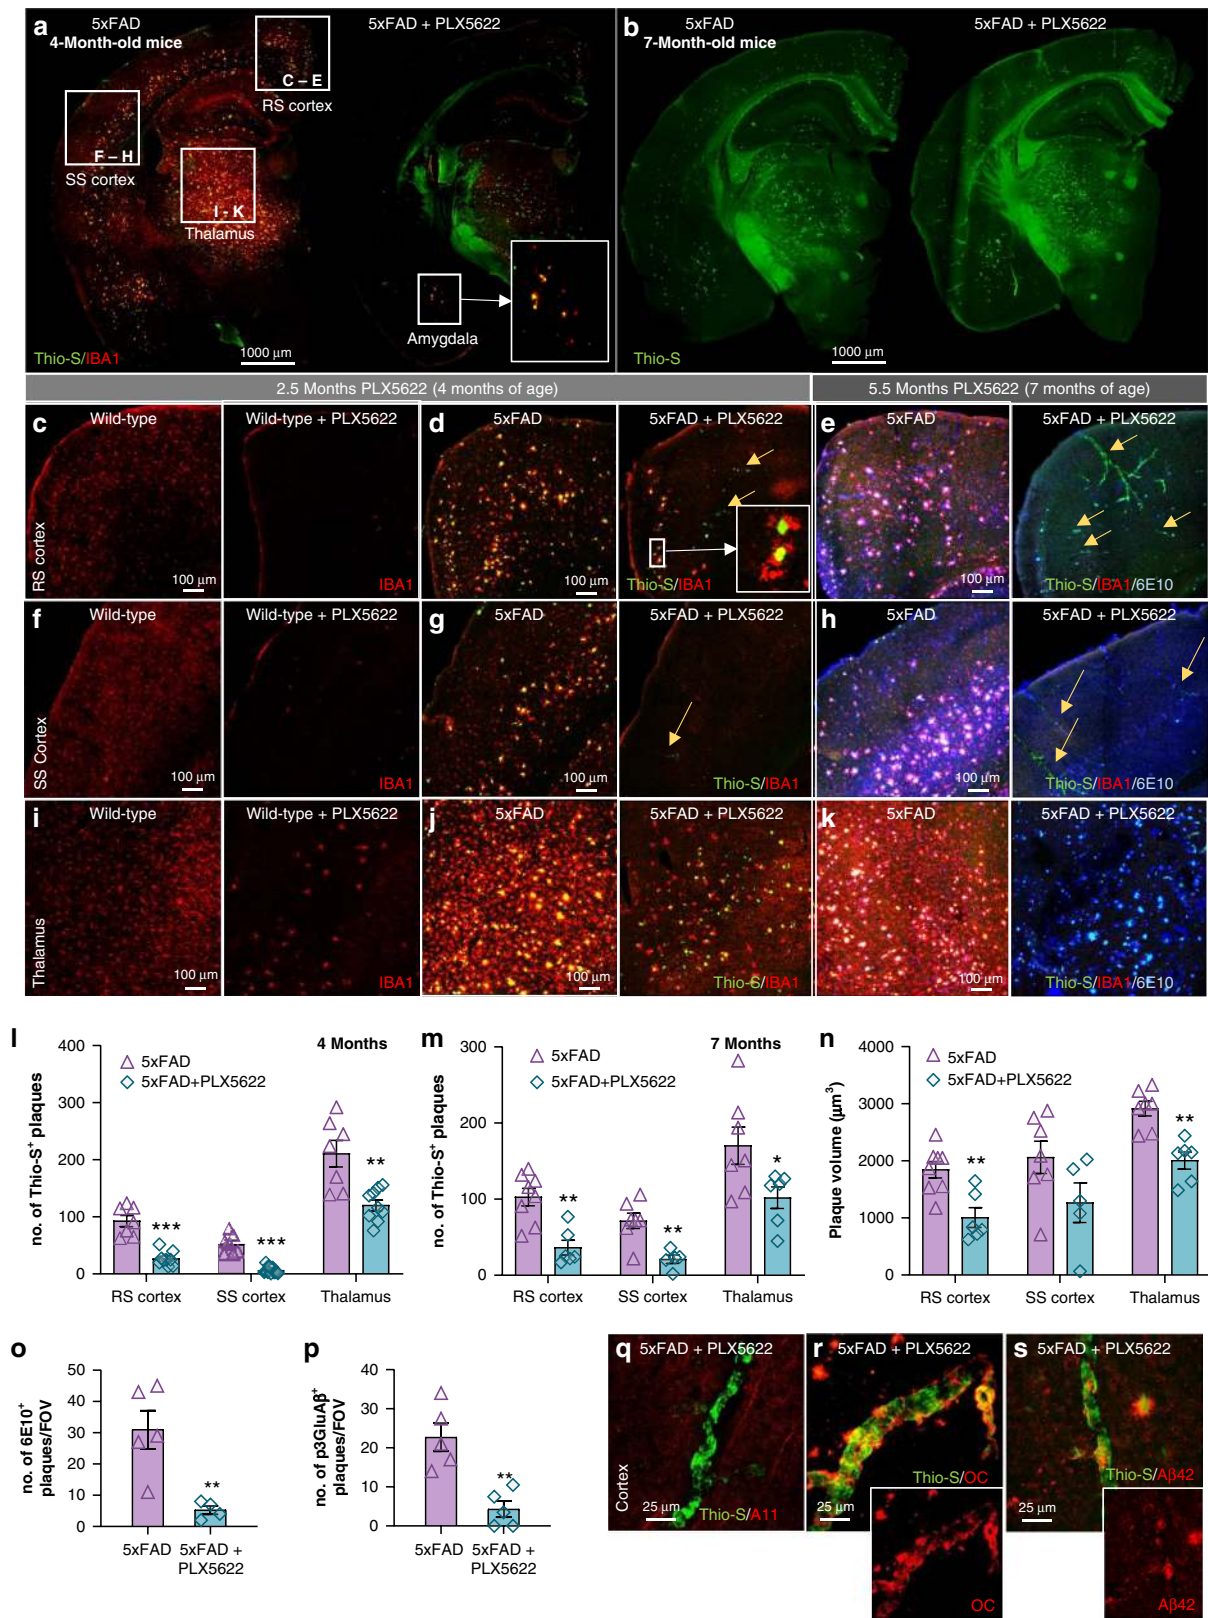 a
5xFAD
4-Month-old mice
5xFAD + PLX5622
C – E
RS cortex
F – H
SS cortex
I - K
Thalamus
Amygdala
Thio-S/IBA1
1000 μm
b
5xFAD
7-Month-old mice
5xFAD + PLX5622
Thio-S
1000 μm
2.5 Months PLX5622 (4 months of age)
5.5 Months PLX5622 (7 months of age)
c
Wild-type
RS cortex
100 μm
Wild-type + PLX5622
IBA1
d
5xFAD
100 μm
5xFAD + PLX5622
Thio-S/IBA1
e
5xFAD
100 μm
5xFAD + PLX5622
Thio-S/IBA1/6E10
f
Wild-type
SS Cortex
100 μm
Wild-type + PLX5622
IBA1
g
5xFAD
100 μm
5xFAD + PLX5622
Thio-S/IBA1
h
5xFAD
100 μm
5xFAD + PLX5622
Thio-S/IBA1/6E10
i
Wild-type
Thalamus
100 μm
Wild-type + PLX5622
IBA1
j
5xFAD
100 μm
5xFAD + PLX5622
Thio-S/IBA1
k
5xFAD
100 μm
5xFAD + PLX5622
Thio-S/IBA1/6E10
l
4 Months
5xFAD
5xFAD+PLX5622
no. of Thio-S⁺ plaques
400
300
200
100
0
***
***
**
RS cortex
SS cortex
Thalamus
m
7 Months
5xFAD
5xFAD+PLX5622
no. of Thio-S⁺ plaques
300
200
100
0
**
**
*
RS cortex
SS cortex
Thalamus
n
5xFAD
5xFAD+PLX5622
Plaque volume (μm³)
4000
3000
2000
1000
0
**
**
RS cortex
SS cortex
Thalamus
o
no. of 6E10⁺
plaques/FOV
50
40
30
20
10
0
**
5xFAD
5xFAD +
PLX5622
p
no. of p3GluAβ⁺
plaques/FOV
40
30
20
10
0
**
5xFAD
5xFAD +
PLX5622
q
5xFAD + PLX5622
Cortex
25 μm
Thio-S/A11
r
5xFAD + PLX5622
Thio-S/OC
25 μm
OC
s
5xFAD + PLX5622
Thio-S/Aβ42
25 μm
Aβ42